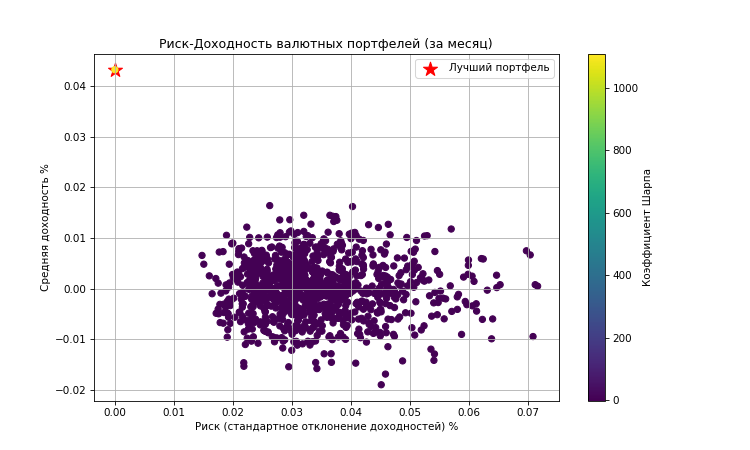 Риск-Доходность валютных портфелей (за месяц)
Лучший портфель
Средняя доходность %
0.04
0.03
0.02
0.01
0.00
−0.01
−0.02
0.00 0.01 0.02 0.03 0.04 0.05 0.06 0.07
Риск (стандартное отклонение доходностей) %
1000
800
600
400
200
0
Коэффициент Шарпа